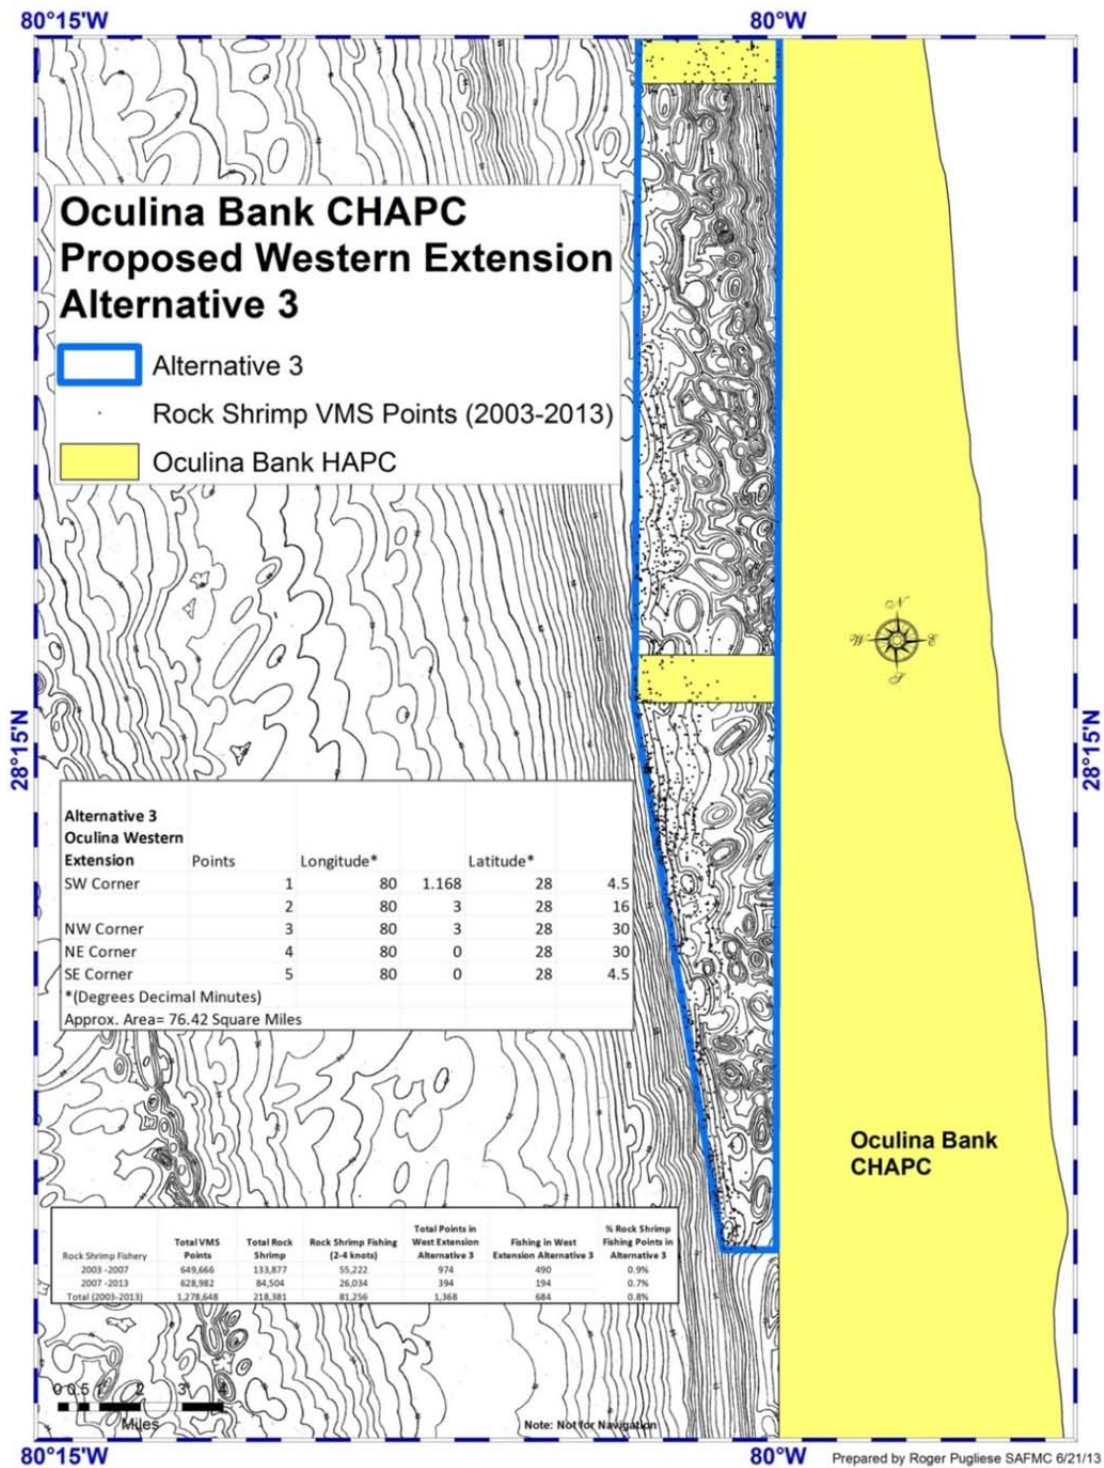 80°15'W 80°W
Oculina Bank CHAPC
Proposed Western Extension
Alternative 3
Alternative 3
Rock Shrimp VMS Points (2003-2013)
Oculina Bank HAPC
N
W E
S
28°15'N 28°15'N
Alternative 3
Oculina Western
Extension Points Longitude* Latitude*
SW Corner 1 80 1.168 28 4.5
2 80 3 28 16
NW Corner 3 80 3 28 30
NE Corner 4 80 0 28 30
SE Corner 5 80 0 28 4.5
*(Degrees Decimal Minutes)
Approx. Area= 76.42 Square Miles
Oculina Bank
CHAPC
Total Points in % Rock Shrimp
Total VMS Total Rock Rock Shrimp Fishing West Extension Fishing in West Fishing Points in
Rock Shrimp Fishery Points Shrimp (2-4 knots) Alternative 3 Extension Alternative 3 Alternative 3
2003 -2007 649,666 133,877 55,222 974 490 0.9%
2007 -2013 628,982 84,504 26,034 394 194 0.7%
Total (2003-2013) 1,278,648 218,381 81,256 1,368 684 0.8%
0 0.5 1 2 3 4
Miles
Note: Not for Navigation
80°15'W 80°W
Prepared by Roger Pugliese SAFMC 6/21/13